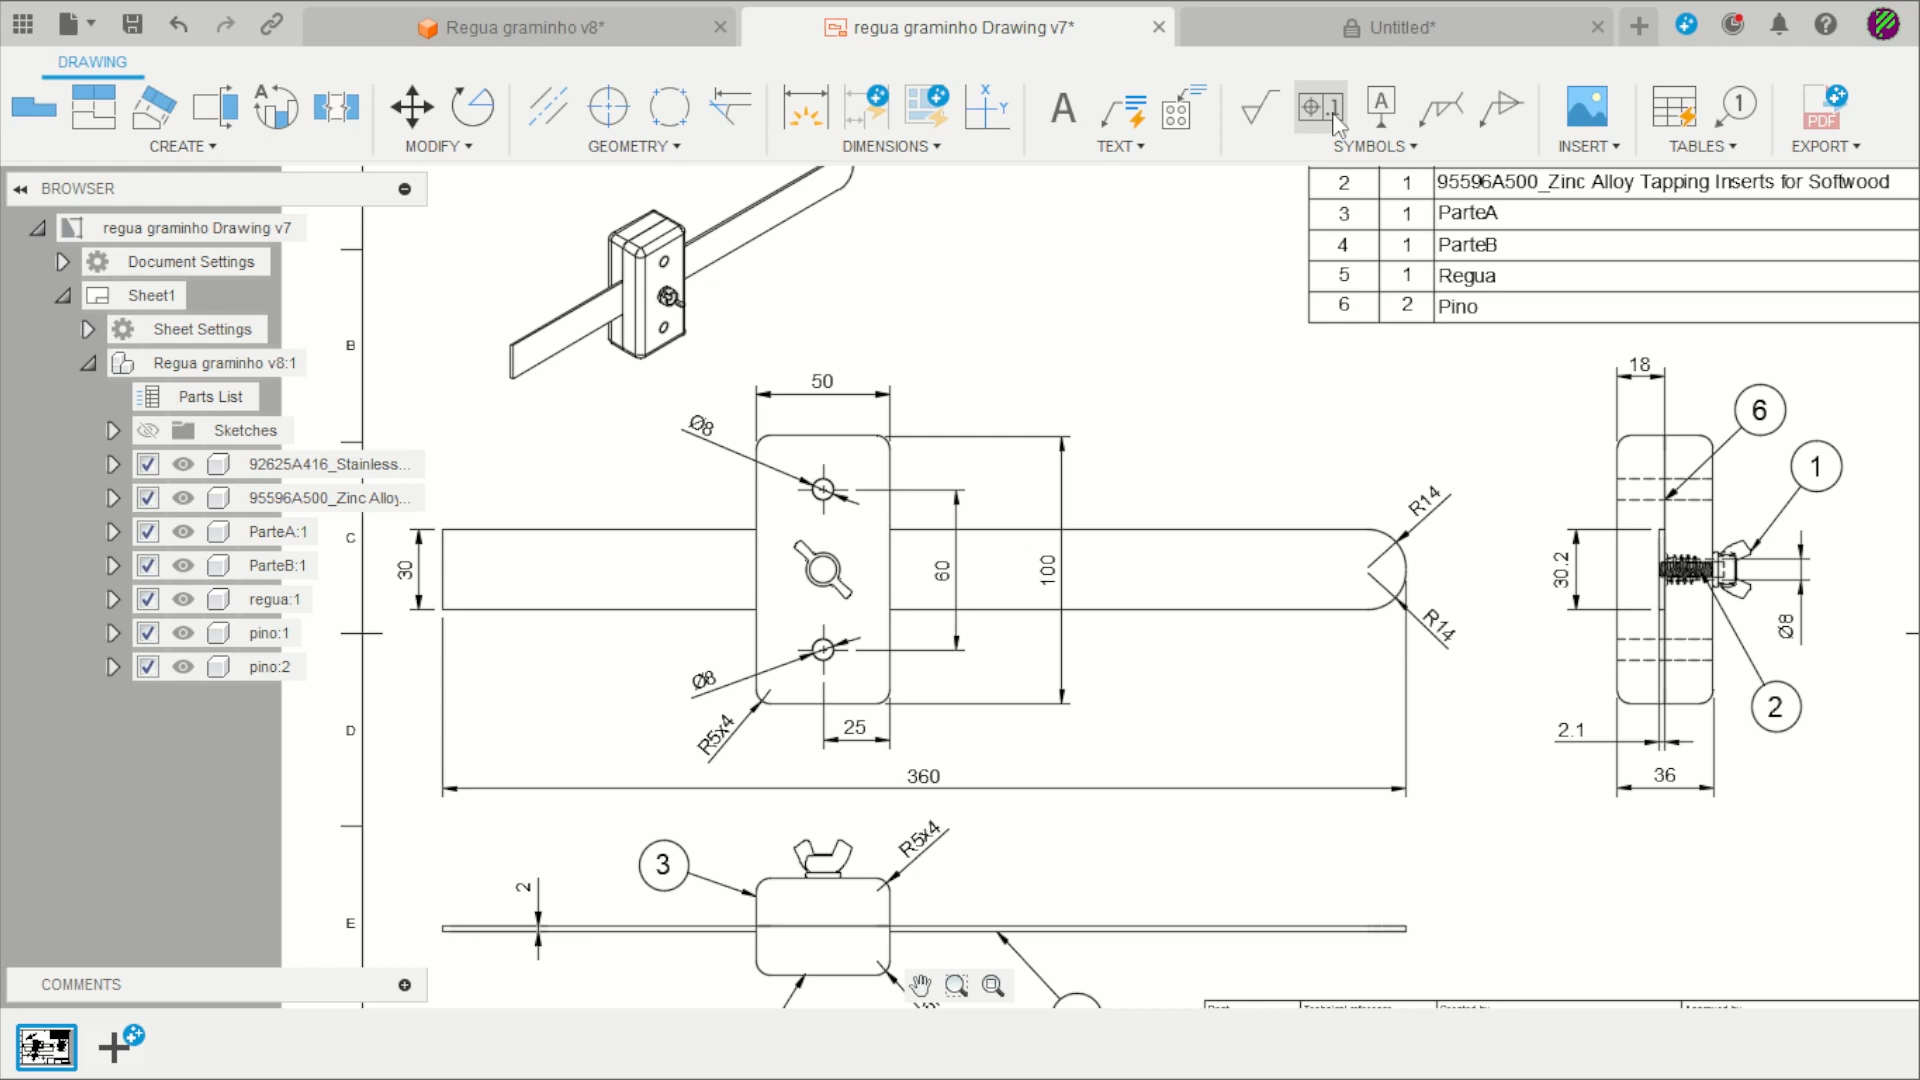 Regua graminho v8*
regua graminho Drawing v7*
Untitled*
DRAWING
CREATE
MODIFY
GEOMETRY
DIMENSIONS
TEXT
SYMBOLS
INSERT
TABLES
EXPORT
A
X
Y
A
A
1
PDF
BROWSER
regua graminho Drawing v7
Document Settings
Sheet1
Sheet Settings
Regua graminho v8:1
Parts List
Sketches
92625A416_Stainless...
95596A500_Zinc Alloy...
ParteA:1
ParteB:1
regua:1
pino:1
pino:2
COMMENTS
2 1 95596A500_Zinc Alloy Tapping Inserts for Softwood
3 1 ParteA
4 1 ParteB
5 1 Regua
6 2 Pino
B
C
D
E
50
Ø8
30
60
100
R14
R14
Ø8
R5x4
25
360
18
6
1
30.2
Ø8
2
2.1
36
3
2
R5x4